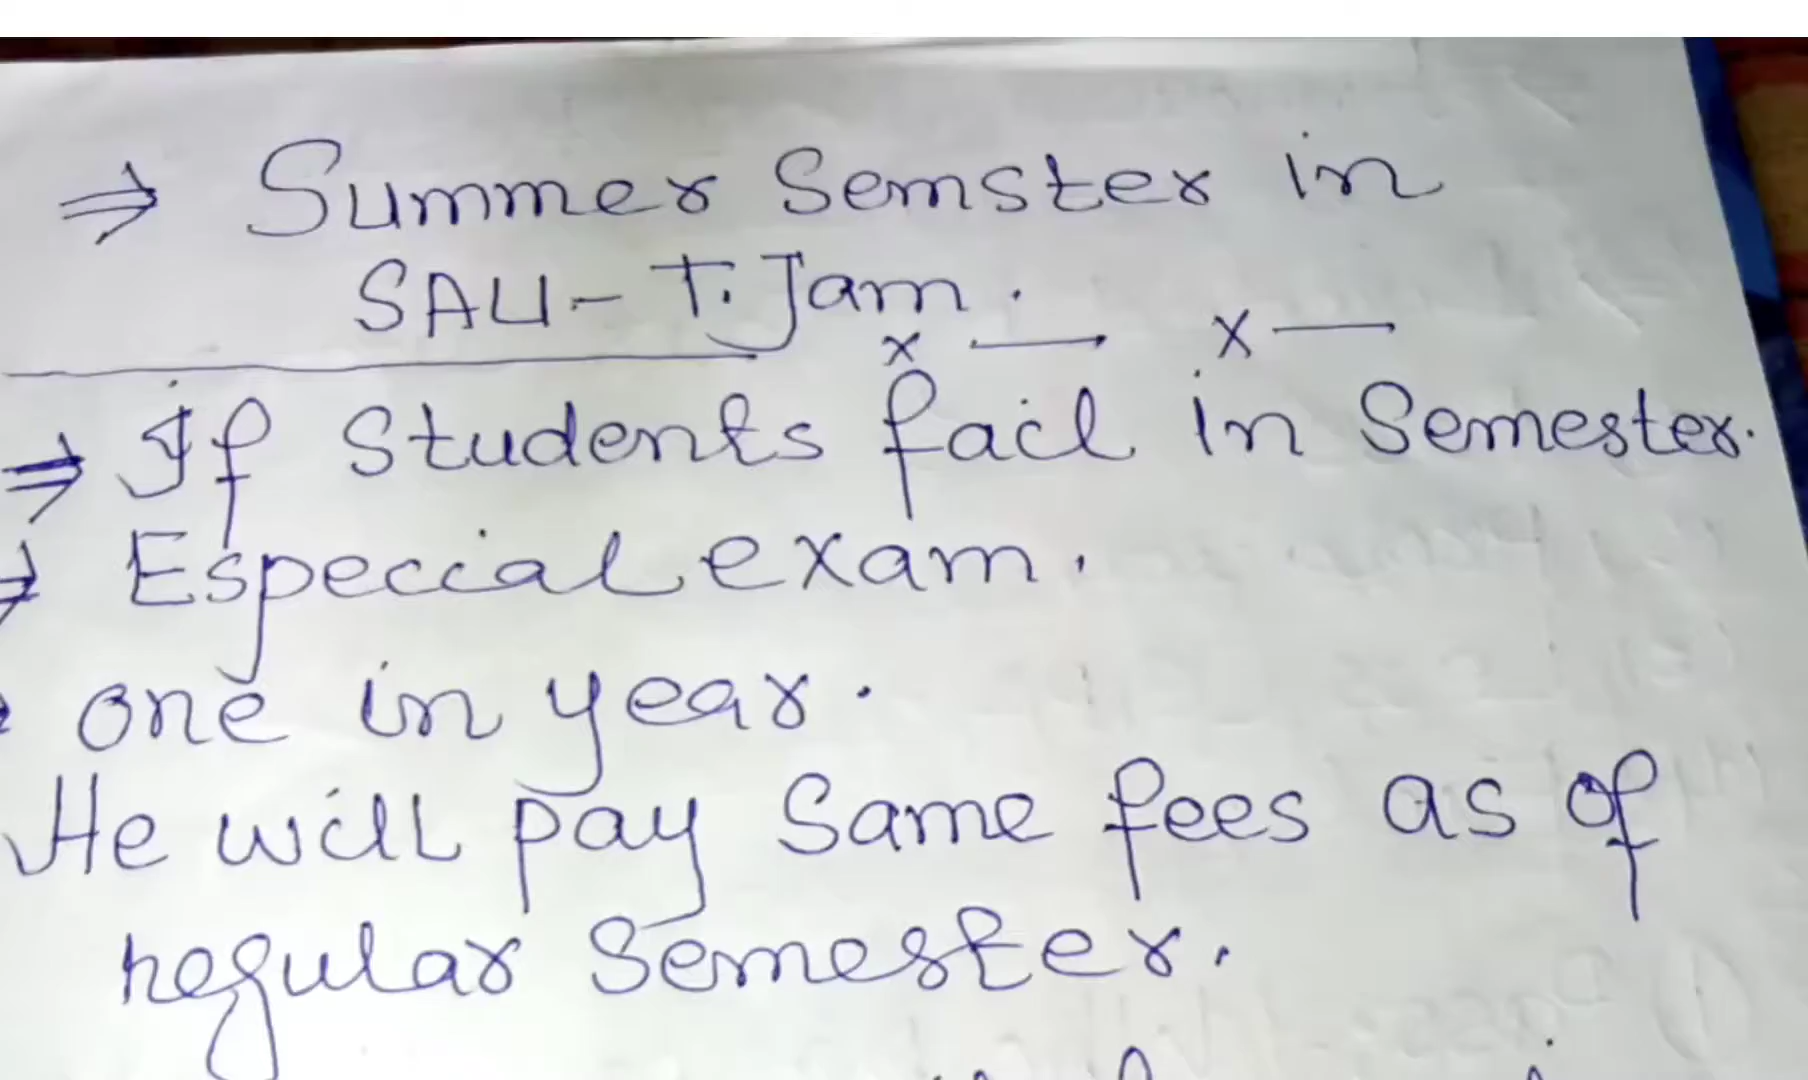 ⇒ Summer Semster in
SAU - T. Jam.
x — x —
⇒ If Students fail in Semester.
⇒ Especial exam.
one in year.
He will pay Same fees as of
regular Semester.